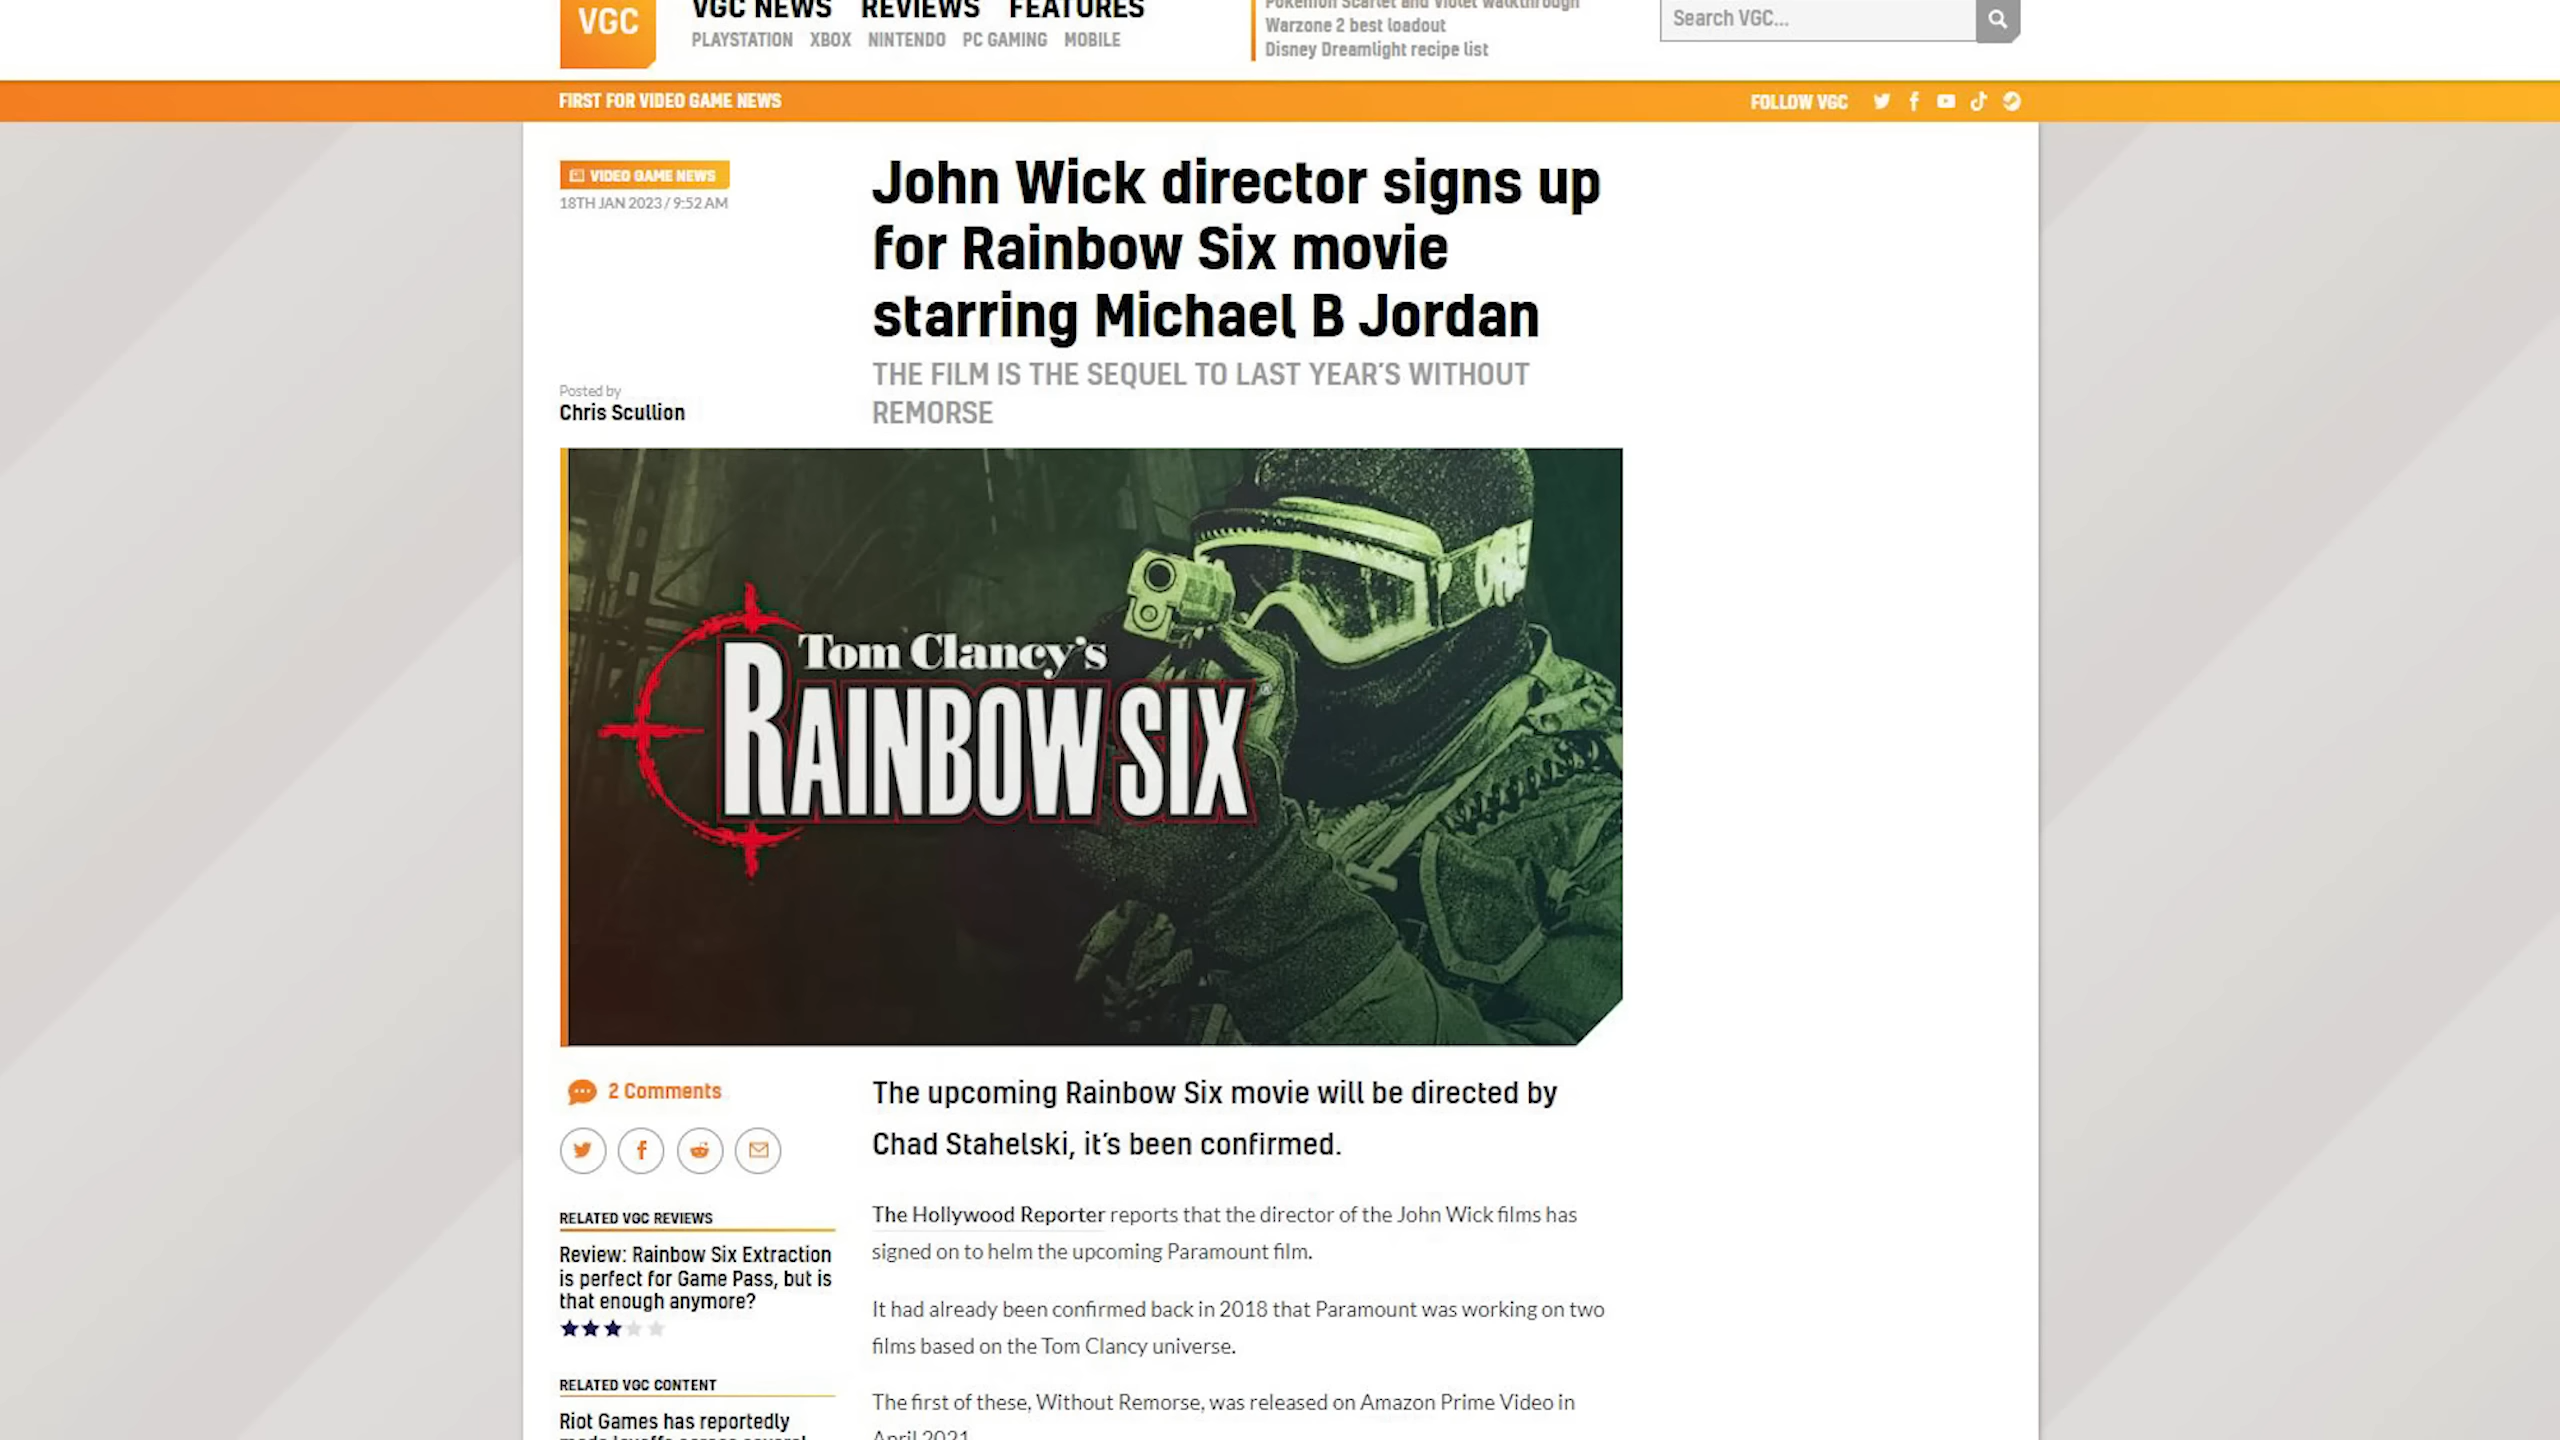 VGC
VGC NEWS REVIEWS FEATURES
PLAYSTATION XBOX NINTENDO PC GAMING MOBILE
Pokémon Scarlet and Violet walkthrough
Warzone 2 best loadout
Disney Dreamlight recipe list
Search VGC...
FIRST FOR VIDEO GAME NEWS
FOLLOW VGC
VIDEO GAME NEWS
18TH JAN 2023 / 9:52 AM
John Wick director signs up
for Rainbow Six movie
starring Michael B Jordan
THE FILM IS THE SEQUEL TO LAST YEAR'S WITHOUT
REMORSE
Posted by
Chris Scullion
Tom Clancy's
RAINBOW SIX®
2 Comments
The upcoming Rainbow Six movie will be directed by
Chad Stahelski, it's been confirmed.
The Hollywood Reporter reports that the director of the John Wick films has
signed on to helm the upcoming Paramount film.
It had already been confirmed back in 2018 that Paramount was working on two
films based on the Tom Clancy universe.
The first of these, Without Remorse, was released on Amazon Prime Video in
April 2021
RELATED VGC REVIEWS
Review: Rainbow Six Extraction
is perfect for Game Pass, but is
that enough anymore?
RELATED VGC CONTENT
Riot Games has reportedly